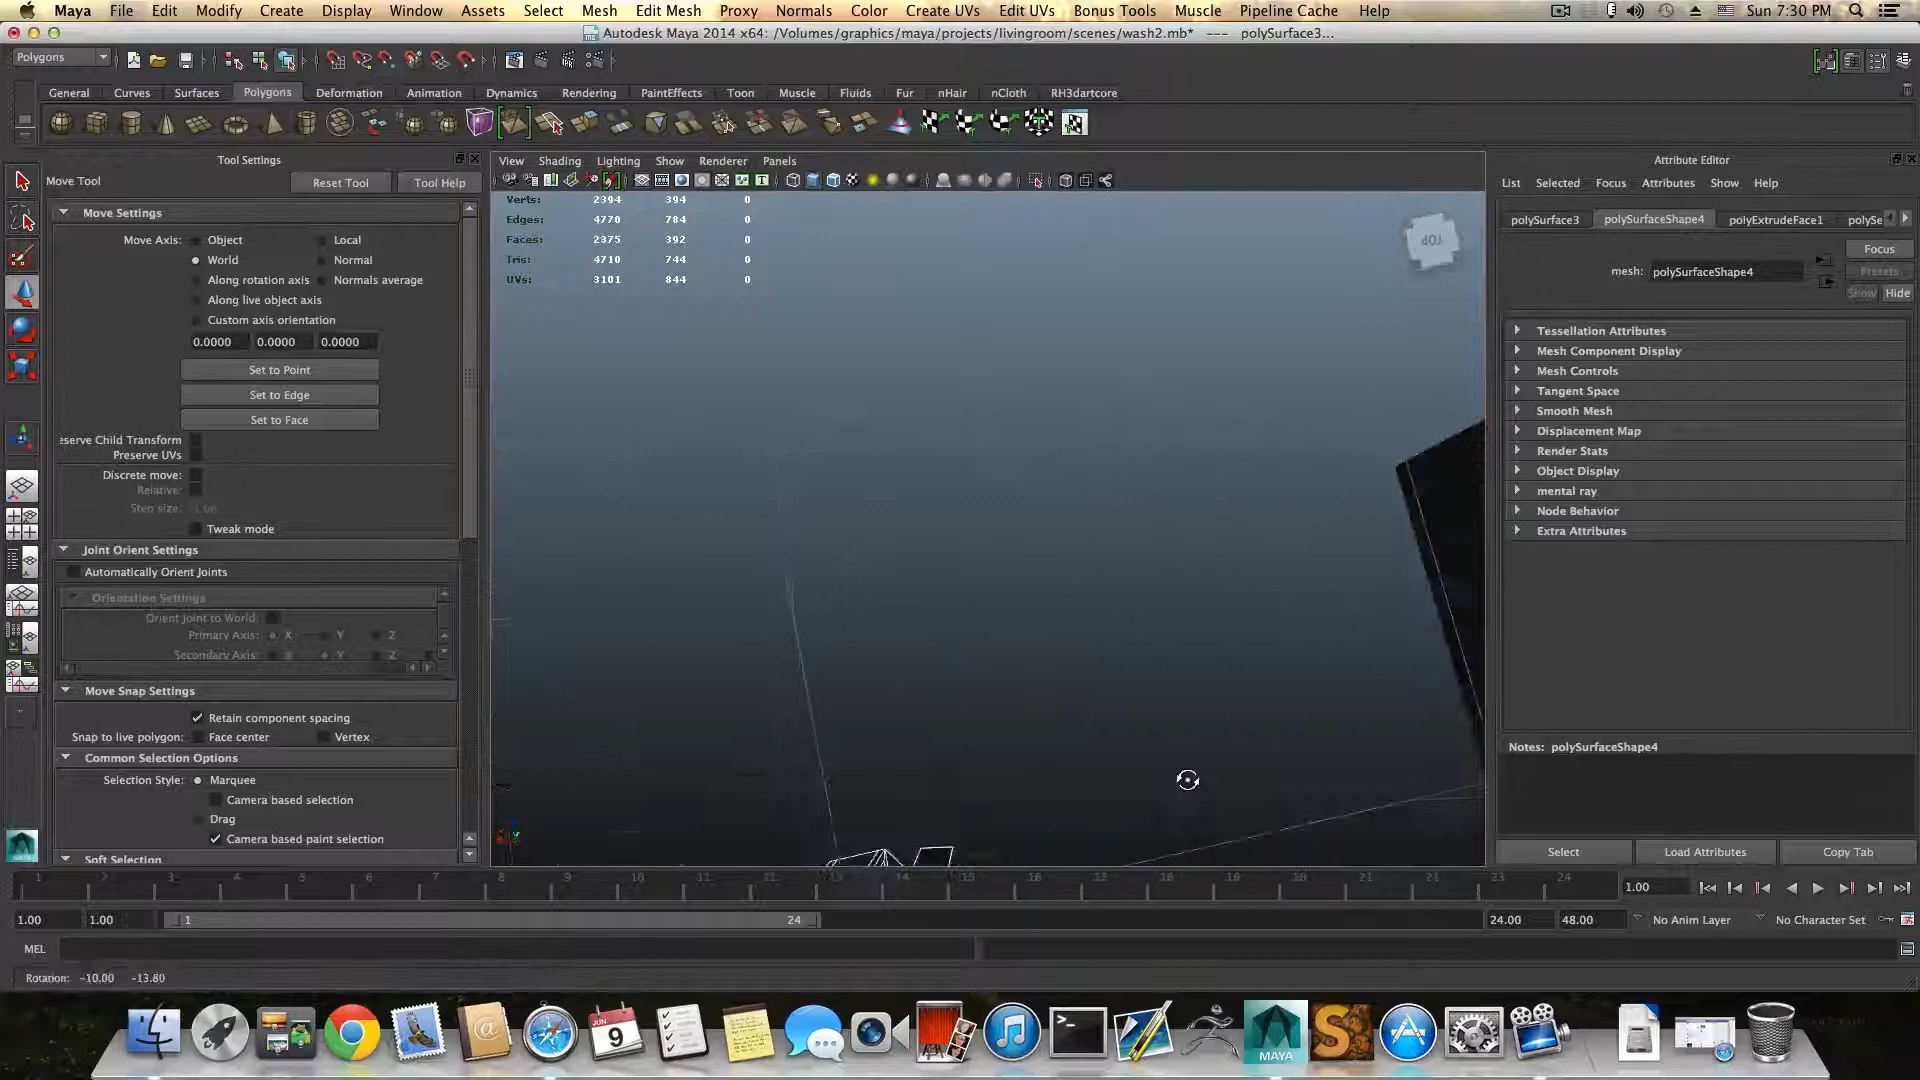 Maya File Edit Modify Create Display Window Assets Select Mesh Edit Mesh Proxy Normals Color Create UVs Edit UVs Bonus Tools Muscle Pipeline Cache Help Sun 7:30 PM
Autodesk Maya 2014 x64: /Volumes/graphics/maya/projects/livingroom/scenes/wash2.mb* --- polySurface3...
Polygons
General Curves Surfaces Polygons Deformation Animation Dynamics Rendering PaintEffects Toon Muscle Fluids Fur nHair nCloth RH3dartcore
Tool Settings
Move Tool Reset Tool Tool Help
Move Settings
Move Axis: Object Local
World Normal
Along rotation axis Normals average
Along live object axis
Custom axis orientation
0.0000 0.0000 0.0000
Set to Point
Set to Edge
Set to Face
eserve Child Transform
Preserve UVs
Discrete move:
Relative:
Step size:
Tweak mode
Joint Orient Settings
Automatically Orient Joints
Orientation Settings
Orient Joint to World:
Primary Axis: X Y Z
Secondary Axis: X Y Z
Move Snap Settings
Retain component spacing
Snap to live polygon: Face center Vertex
Common Selection Options
Selection Style: Marquee
Camera based selection
Drag
Camera based paint selection
Soft Selection
View Shading Lighting Show Renderer Panels
Verts: 2394 394 0
Edges: 4770 784 0
Faces: 2375 392 0
Tris: 4710 744 0
UVs: 3101 844 0
TOP
Attribute Editor
List Selected Focus Attributes Show Help
polySurface3 polySurfaceShape4 polyExtrudeFace1 polySe
Focus
mesh: polySurfaceShape4 Presets
Show Hide
Tessellation Attributes
Mesh Component Display
Mesh Controls
Tangent Space
Smooth Mesh
Displacement Map
Render Stats
Object Display
mental ray
Node Behavior
Extra Attributes
Notes: polySurfaceShape4
Select Load Attributes Copy Tab
1 2 3 4 5 6 7 8 9 10 11 12 13 14 15 16 17 18 19 20 21 22 23 24 1.00
1.00 1.00 1 24 24.00 48.00 No Anim Layer No Character Set
MEL
Rotation: -10.00 -13.80
JUN
9
MAYA